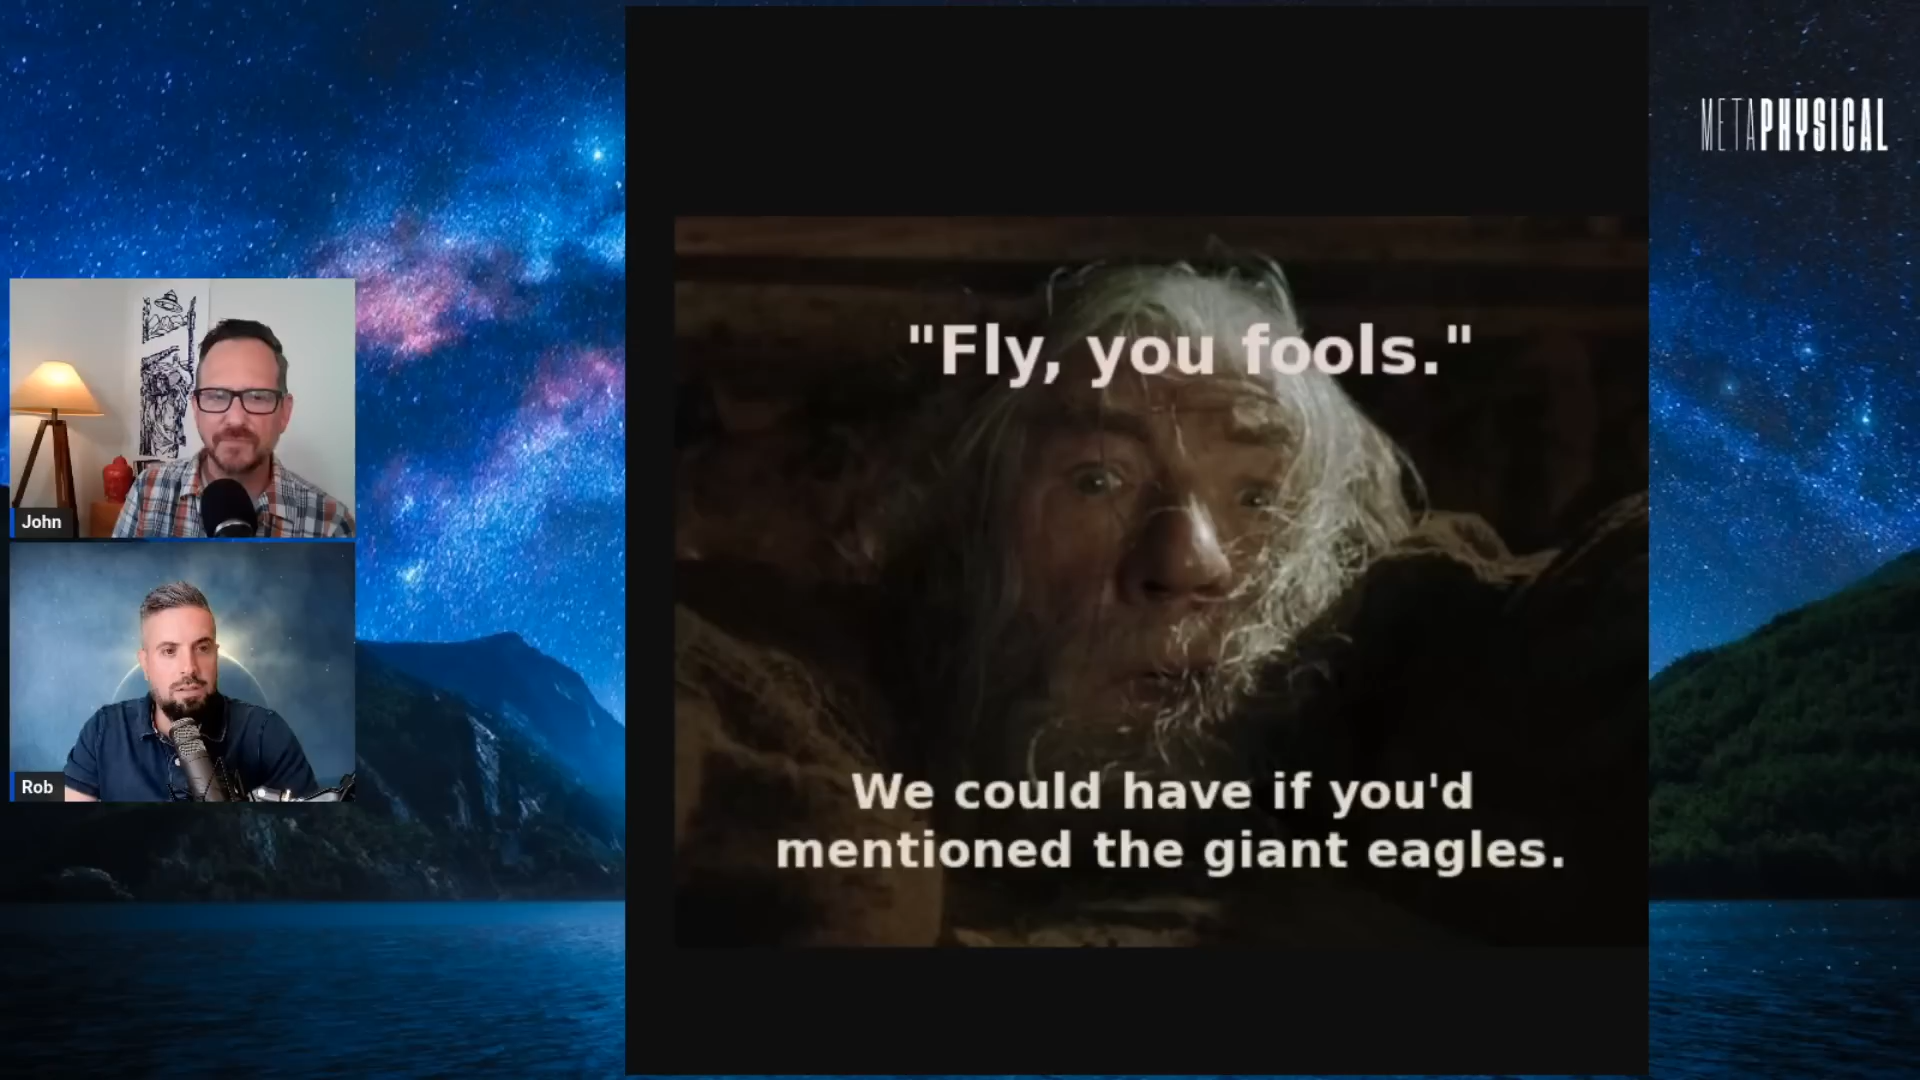 METAPHYSICAL
"Fly, you fools."
We could have if you'd
mentioned the giant eagles.
John
Rob